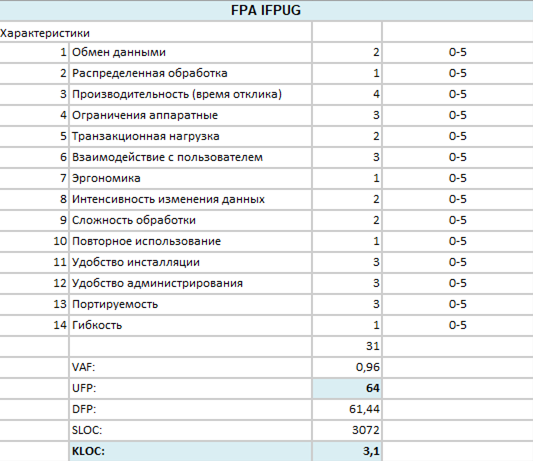 FPA IFPUG
Характеристики
1 Обмен данными 2 0-5
2 Распределенная обработка 1 0-5
3 Производительность (время отклика) 4 0-5
4 Ограничения аппаратные 3 0-5
5 Транзакционная нагрузка 2 0-5
6 Взаимодействие с пользователем 3 0-5
7 Эргономика 1 0-5
8 Интенсивность изменения данных 2 0-5
9 Сложность обработки 2 0-5
10 Повторное использование 1 0-5
11 Удобство инсталляции 3 0-5
12 Удобство администрирования 3 0-5
13 Портируемость 3 0-5
14 Гибкость 1 0-5
31
VAF: 0,96
UFP: 64
DFP: 61,44
SLOC: 3072
KLOC: 3,1